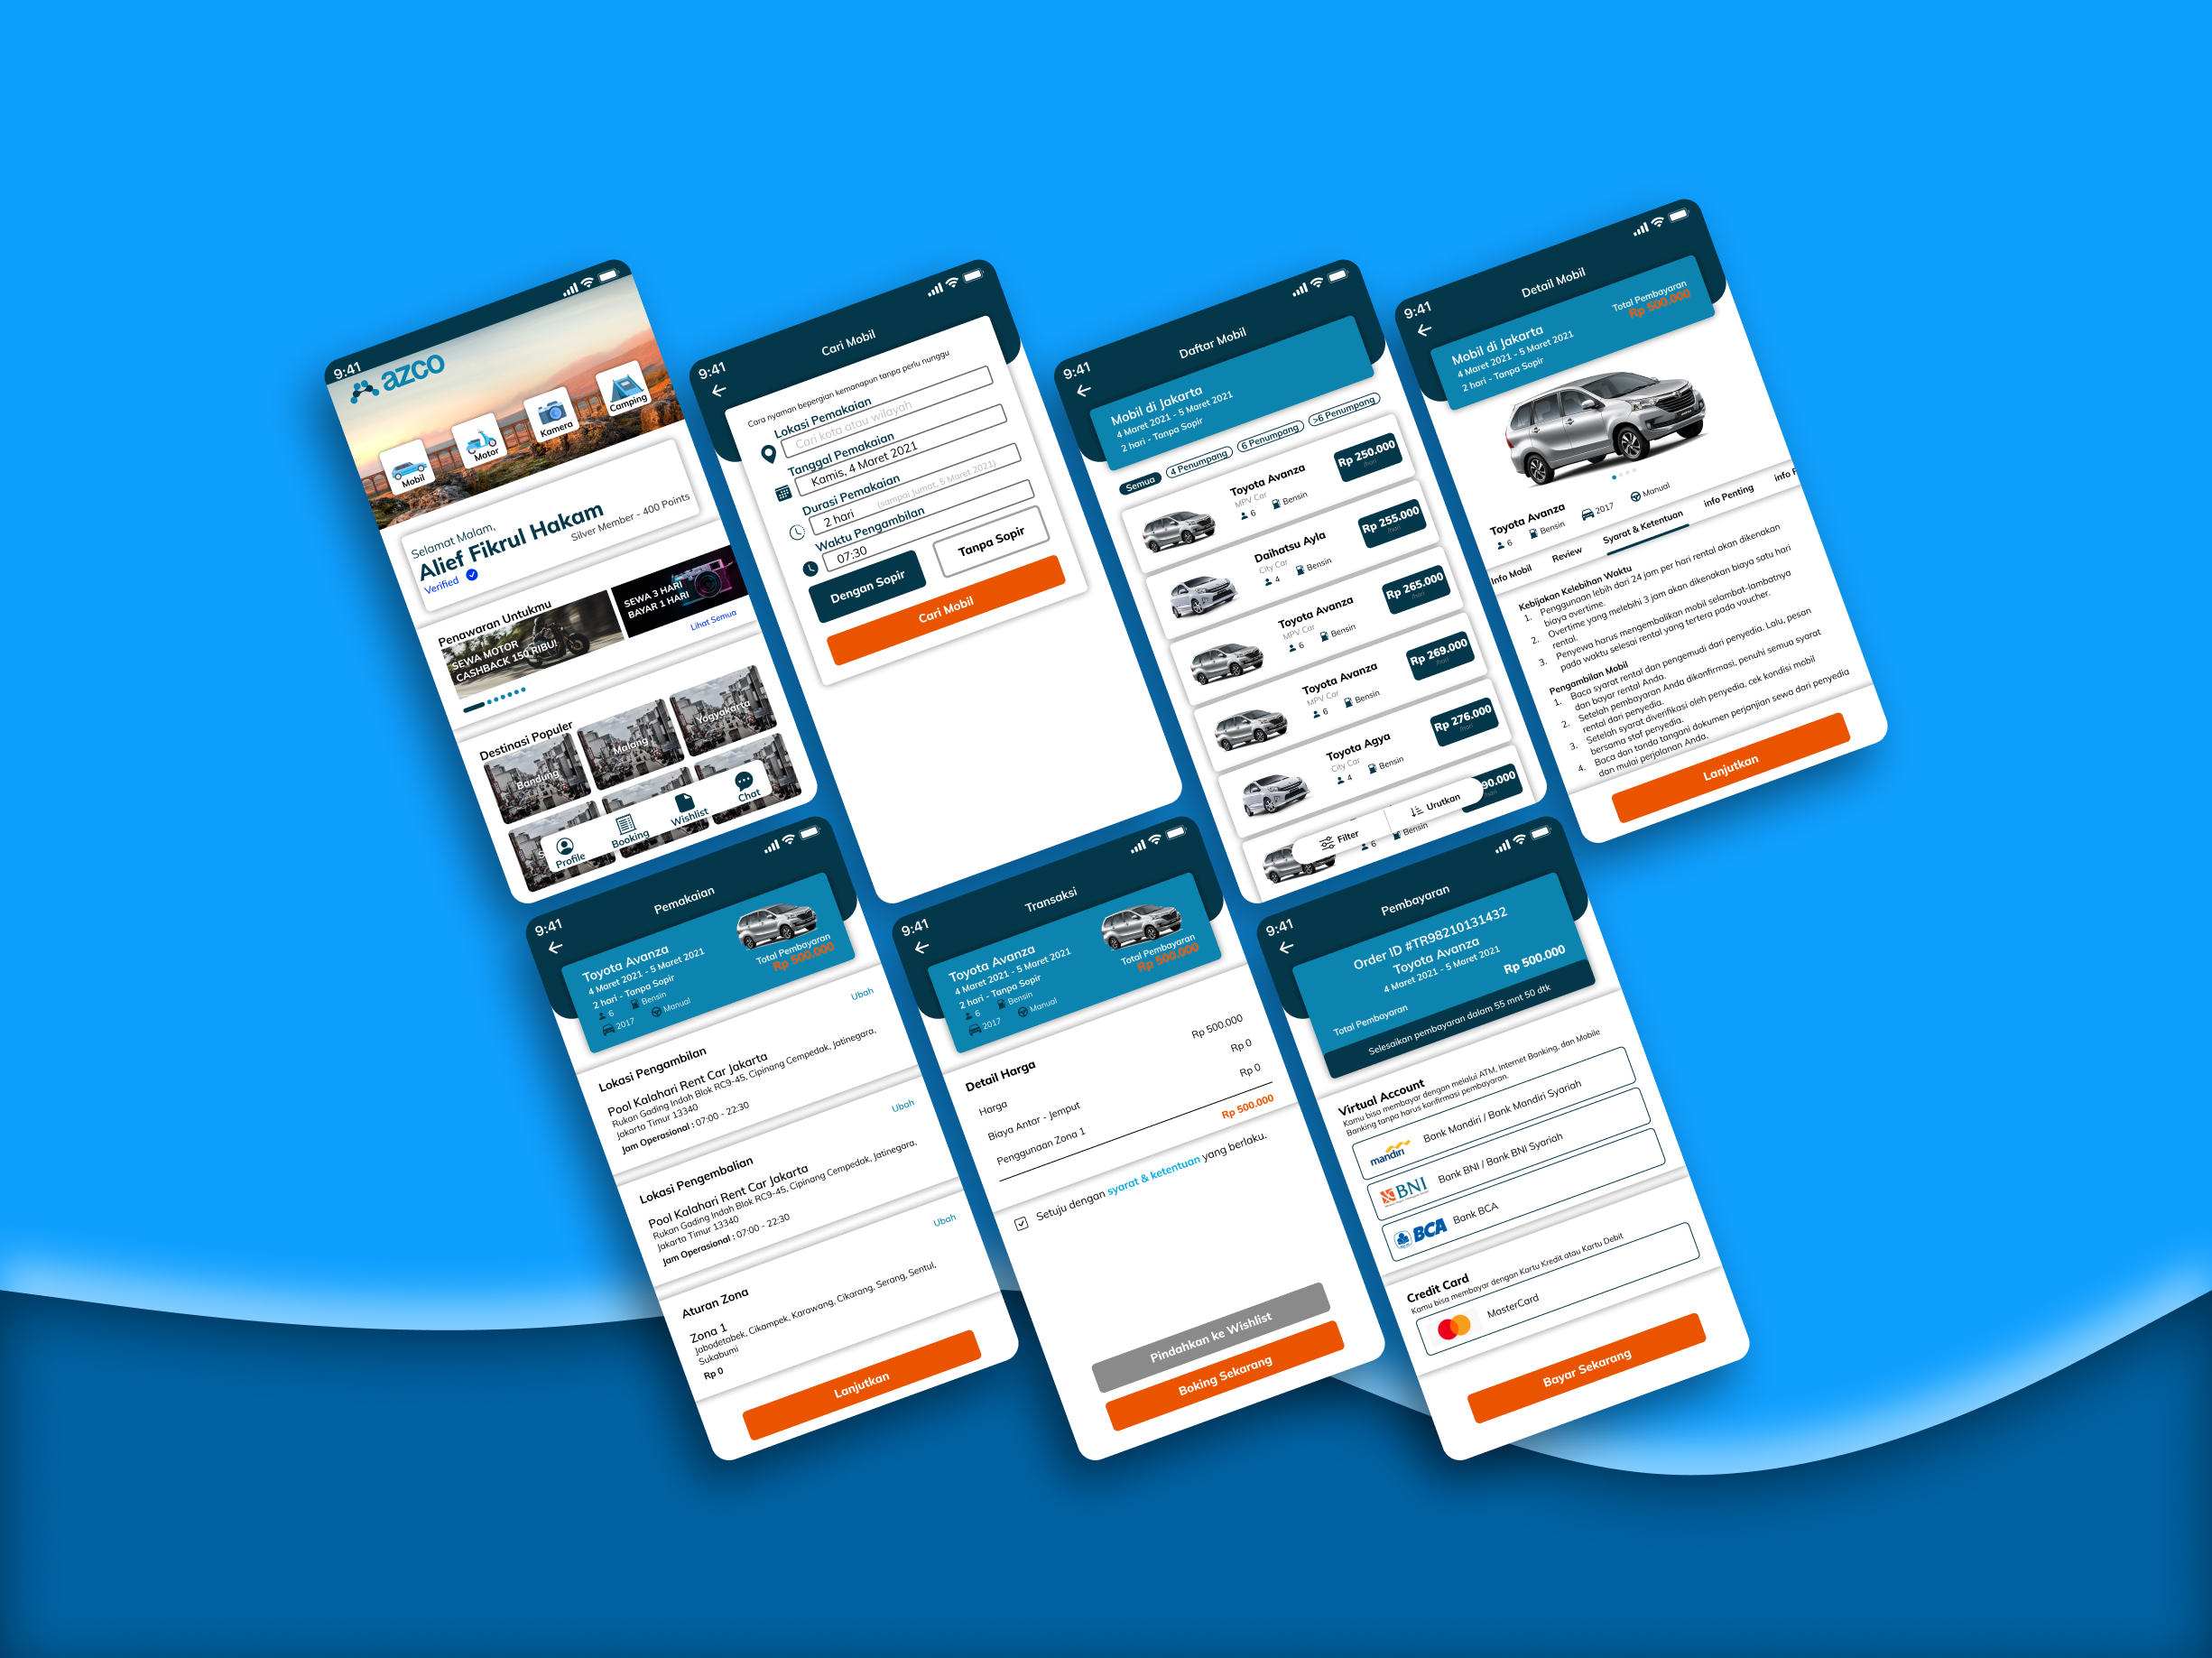 9:41
azco
Mobil
Motor
Kamera
Camping
Selamat Malam,
Alief Fikrul Hakam
Verified
Silver Member - 400 Points
Penawaran Untukmu
SEWA MOTOR
CASHBACK 150 RIBU!
SEWA 3 HARI
BAYAR 1 HARI
Lihat Semua
Destinasi Populer
Bandung
Malang
Yogyakarta
Profile
Booking
Wishlist
Chat
9:41
Cari Mobil
Cara nyaman bepergian kemanapun tanpa perlu nunggu
Lokasi Pemakaian
Cari kota atau wilayah
Tanggal Pemakaian
Kamis, 4 Maret 2021
Durasi Pemakaian
2 hari
(sampai Jumat, 5 Maret 2021)
Waktu Pengambilan
07:30
Dengan Sopir
Tanpa Sopir
Cari Mobil
9:41
Daftar Mobil
Mobil di Jakarta
4 Maret 2021 - 5 Maret 2021
2 hari - Tanpa Sopir
Semua
4 Penumpang
6 Penumpang
>6 Penumpang
Toyota Avanza
MPV Car
6
Bensin
Rp 250.000
/hari
Daihatsu Ayla
City Car
4
Bensin
Rp 255.000
/hari
Toyota Avanza
MPV Car
6
Bensin
Rp 265.000
/hari
Toyota Avanza
MPV Car
6
Bensin
Rp 269.000
/hari
Toyota Agya
City Car
4
Bensin
Rp 276.000
/hari
90.000
/hari
6
Bensin
Filter
Urutkan
9:41
Detail Mobil
Mobil di Jakarta
4 Maret 2021 - 5 Maret 2021
2 hari - Tanpa Sopir
Total Pembayaran
Rp 500.000
Toyota Avanza
6
Bensin
2017
Manual
Info Mobil
Review
Syarat & Ketentuan
info Penting
info
Kebijakan Kelebihan Waktu
1. Penggunaan lebih dari 24 jam per hari rental akan dikenakan
biaya overtime.
2. Overtime yang melebihi 3 jam akan dikenakan biaya satu hari
rental.
3. Penyewa harus mengembalikan mobil selambat-lambatnya
pada waktu selesai rental yang tertera pada voucher.
Pengambilan Mobil
1. Baca syarat rental dan pengemudi dari penyedia. Lalu, pesan
dan bayar rental Anda.
2. Setelah pembayaran Anda dikonfirmasi, penuhi semua syarat
rental dari penyedia.
3. Setelah syarat diverifikasi oleh penyedia, cek kondisi mobil
bersama staf penyedia.
4. Baca dan tanda tangani dokumen perjanjian sewa dari penyedia
dan mulai perjalanan Anda.
Lanjutkan
9:41
Pemakaian
Toyota Avanza
4 Maret 2021 - 5 Maret 2021
2 hari - Tanpa Sopir
6
Bensin
2017
Manual
Total Pembayaran
Rp 500.000
Lokasi Pengambilan
Ubah
Pool Kalahari Rent Car Jakarta
Rukan Gading Indah Blok RC9-45, Cipinang Cempedak, Jatinegara,
Jakarta Timur 13340
Jam Operasional : 07:00 - 22:30
Lokasi Pengembalian
Ubah
Pool Kalahari Rent Car Jakarta
Rukan Gading Indah Blok RC9-45, Cipinang Cempedak, Jatinegara,
Jakarta Timur 13340
Jam Operasional : 07:00 - 22:30
Aturan Zona
Ubah
Zona 1
Jabodetabek, Cikampek, Karawang, Cikarang, Serang, Sentul,
Sukabumi
Rp 0
Lanjutkan
9:41
Transaksi
Toyota Avanza
4 Maret 2021 - 5 Maret 2021
2 hari - Tanpa Sopir
6
Bensin
2017
Manual
Total Pembayaran
Rp 500.000
Detail Harga
Harga
Rp 500.000
Biaya Antar - Jemput
Rp 0
Penggunaan Zona 1
Rp 0
Rp 500.000
Setuju dengan syarat & ketentuan yang berlaku.
Pindahkan ke Wishlist
Boking Sekarang
9:41
Pembayaran
Order ID #TR98210131432
Toyota Avanza
4 Maret 2021 - 5 Maret 2021
Total Pembayaran
Rp 500.000
Selesaikan pembayaran dalam 55 mnt 50 dtk
Virtual Account
Kamu bisa membayar dengan melalui ATM, Internet Banking, dan Mobile
Banking tanpa harus konfirmasi pembayaran.
mandiri
Bank Mandiri / Bank Mandiri Syariah
BNI
Bank BNI / Bank BNI Syariah
BCA
Bank BCA
Credit Card
Kamu bisa membayar dengan Kartu Kredit atau Kartu Debit
MasterCard
Bayar Sekarang